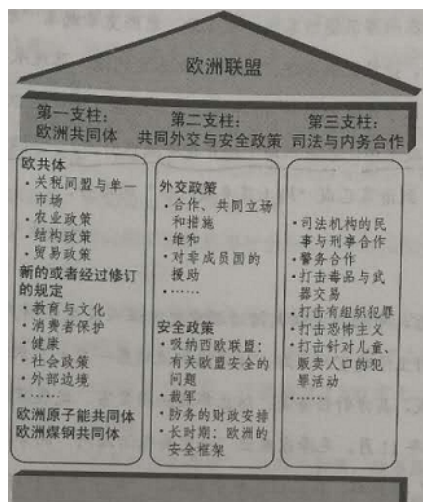 欧洲联盟
第一支柱:
欧洲共同体
第二支柱:
共同外交与安全政策
第三支柱:
司法与内务合作
欧共体
·关税同盟与单一
市场
·农业政策
·结构政策
·贸易政策
新的或者经过修订
的规定
·教育与文化
·消费者保护
·健康
·社会政策
·外部边境
·……
欧洲原子能共同体
欧洲煤钢共同体
外交政策
·合作、共同立场
和措施
·维和
·对非成员国的
援助
·……
安全政策
·吸纳西欧联盟:
有关欧盟安全的
问题
·裁军
·防务的财政安排
·长时期:欧洲的
安全框架
·司法机构的民
事与刑事合作
·警务合作
·打击毒品与武
器交易
·打击有组织犯罪
·打击恐怖主义
·打击针对儿童、
贩卖人口的犯
罪活动
·……